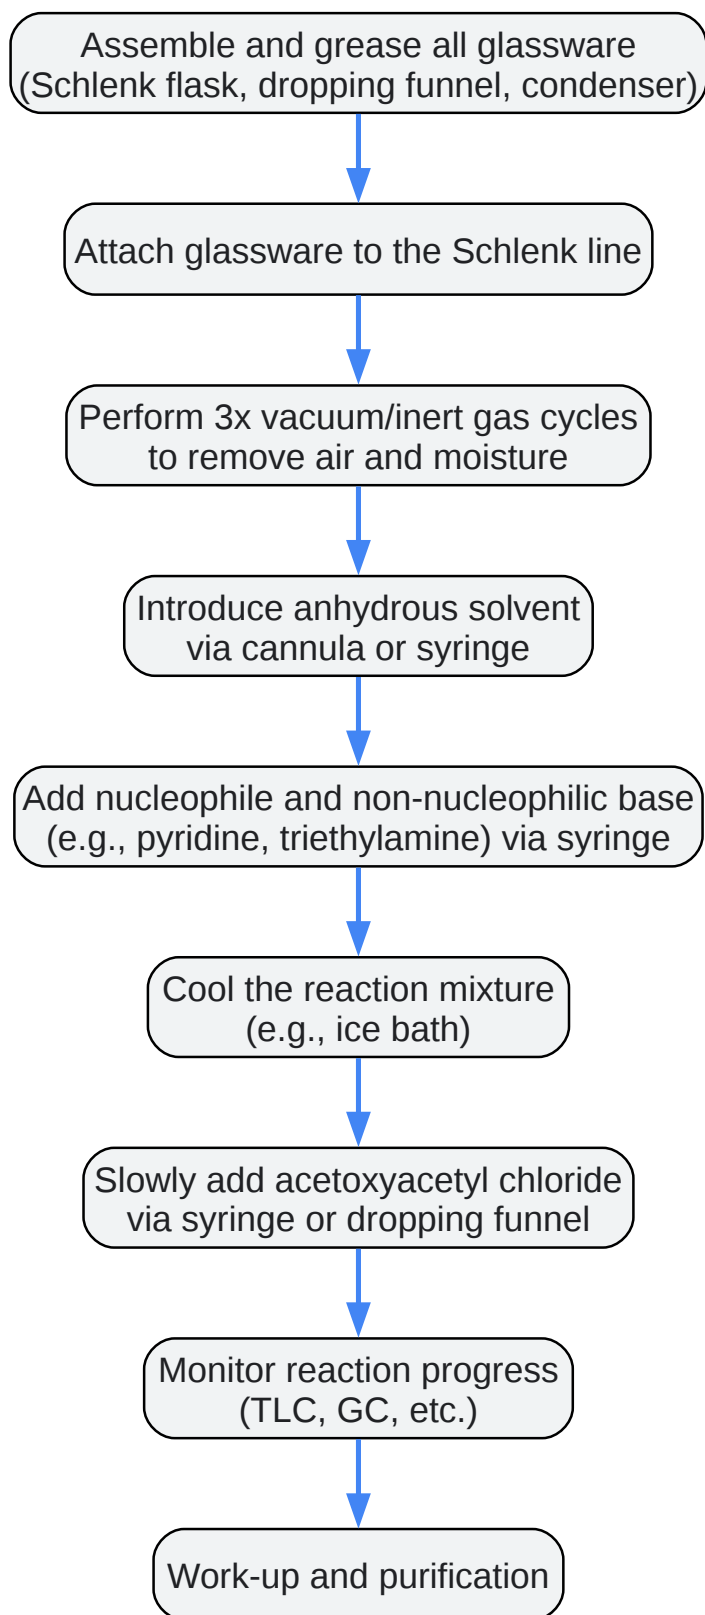 Assemble and grease all glassware
(Schlenk flask, dropping funnel, condenser)
Attach glassware to the Schlenk line
Perform 3x vacuum/inert gas cycles
to remove air and moisture
Introduce anhydrous solvent
via cannula or syringe
Add nucleophile and non-nucleophilic base
(e.g., pyridine, triethylamine) via syringe
Cool the reaction mixture
(e.g., ice bath)
Slowly add acetoxyacetyl chloride
via syringe or dropping funnel
Monitor reaction progress
(TLC, GC, etc.)
Work-up and purification